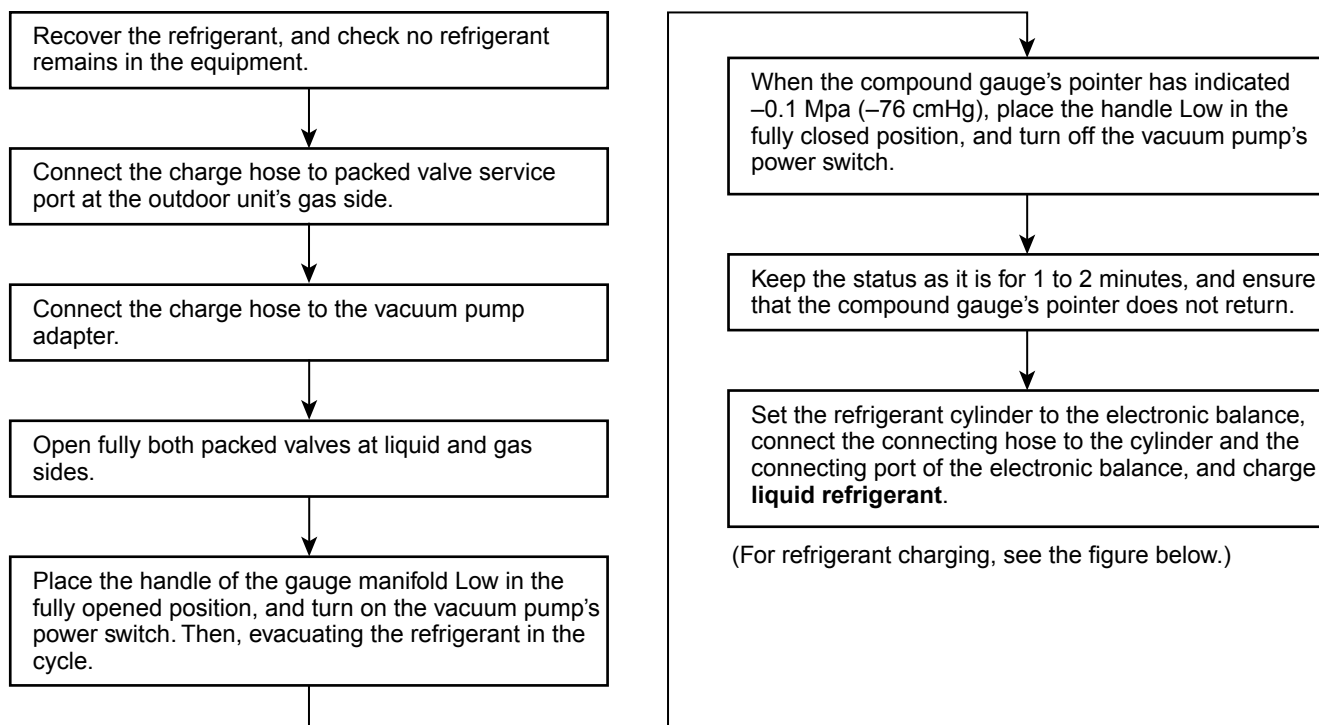 Recover the refrigerant, and check no refrigerant
remains in the equipment.
Connect the charge hose to packed valve service
port at the outdoor unit's gas side.
Connect the charge hose to the vacuum pump
adapter.
Open fully both packed valves at liquid and gas
sides.
Place the handle of the gauge manifold Low in the
fully opened position, and turn on the vacuum pump's
power switch. Then, evacuating the refrigerant in the
cycle.
When the compound gauge's pointer has indicated
–0.1 Mpa (–76 cmHg), place the handle Low in the
fully closed position, and turn off the vacuum pump's
power switch.
Keep the status as it is for 1 to 2 minutes, and ensure
that the compound gauge's pointer does not return.
Set the refrigerant cylinder to the electronic balance,
connect the connecting hose to the cylinder and the
connecting port of the electronic balance, and charge
liquid refrigerant.
(For refrigerant charging, see the figure below.)